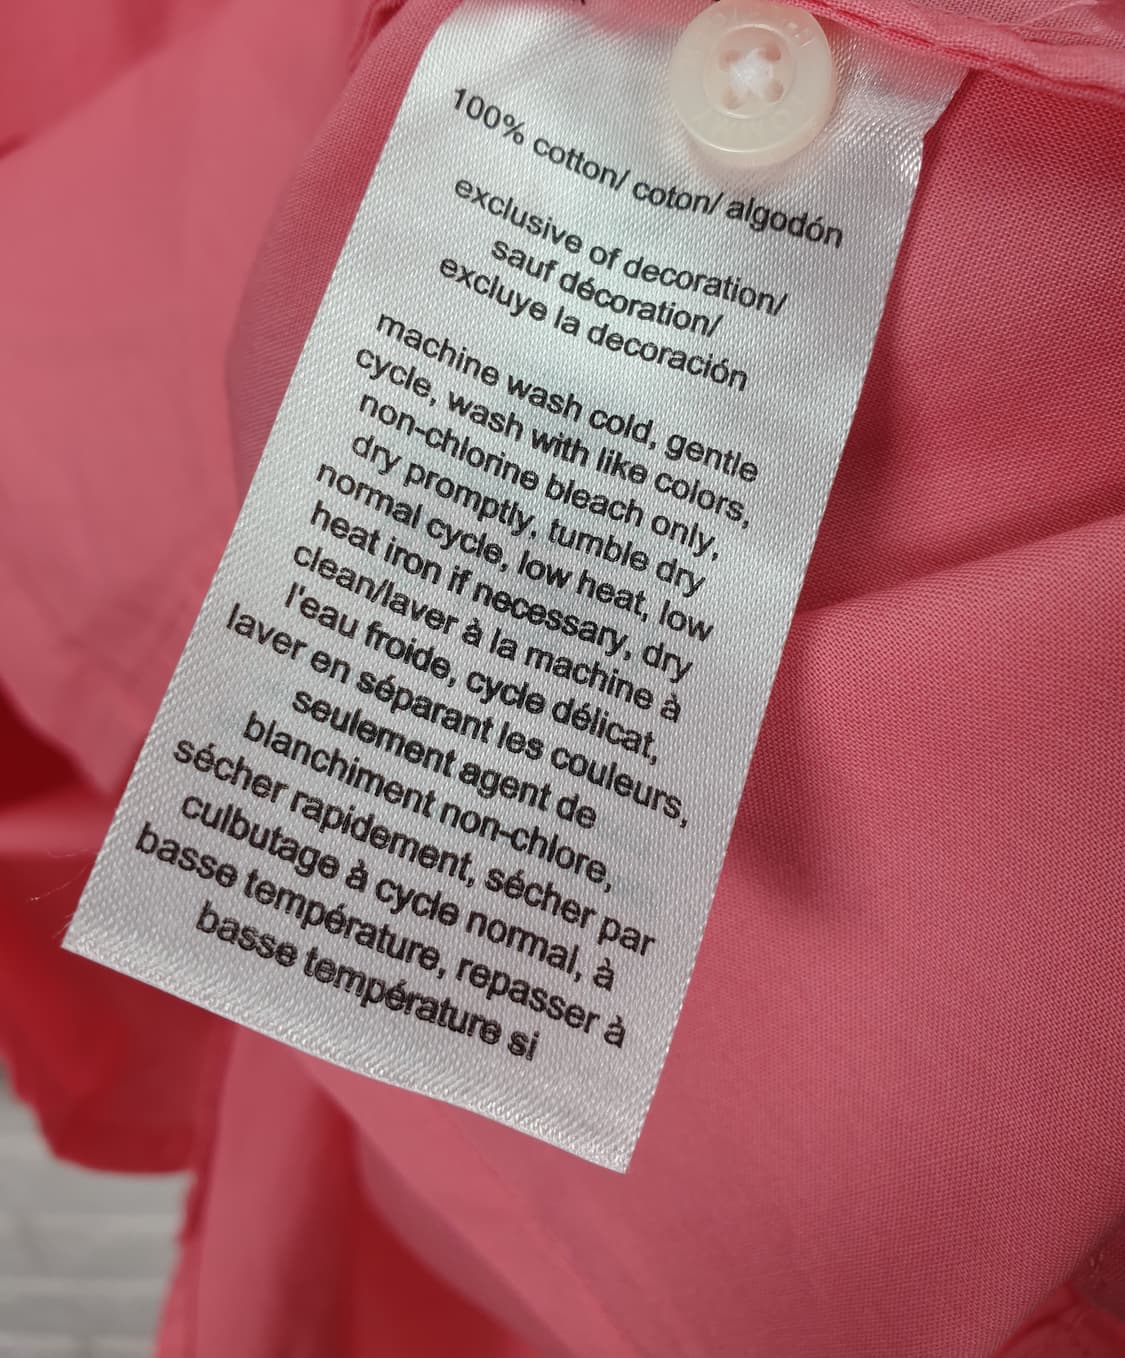 100% cotton/ coton/ algodón
exclusive of decoration/
sauf décoration/
excluye la decoración
machine wash cold, gentle
cycle, wash with like colors,
non-chlorine bleach only,
dry promptly, tumble dry
normal cycle, low heat, low
heat iron if necessary, dry
clean/laver à la machine à
l'eau froide, cycle délicat,
laver en séparant les couleurs,
seulement agent de
blanchiment non-chlore,
sécher rapidement, sécher par
culbutage à cycle normal, à
basse température, repasser à
basse température si